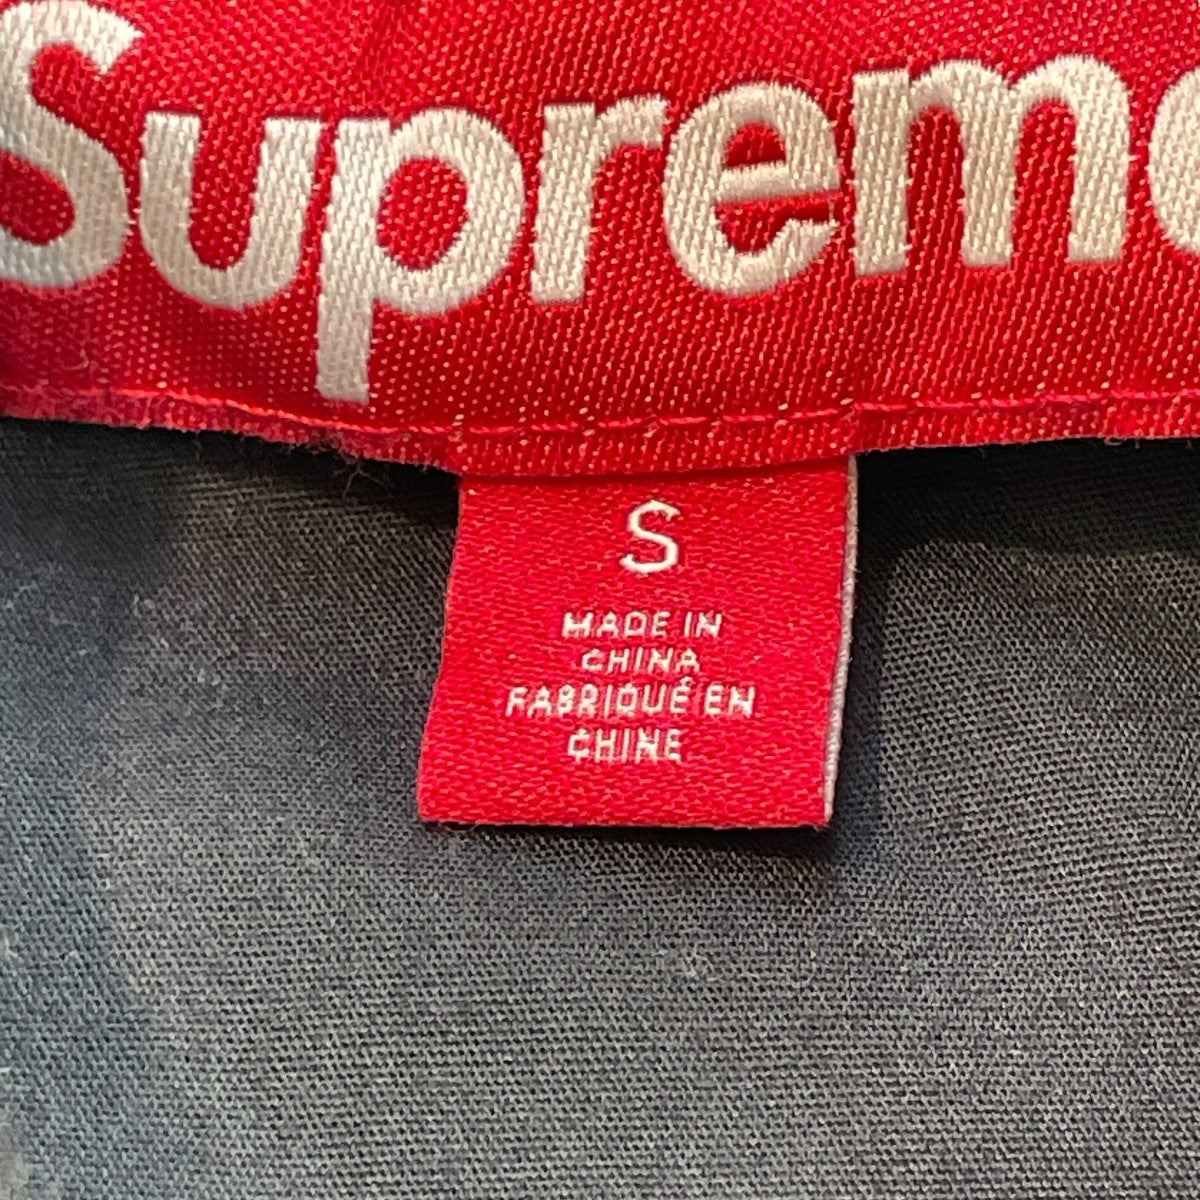 Supreme
S
MADE IN
CHINA
FABRIQUÉ EN
CHINE